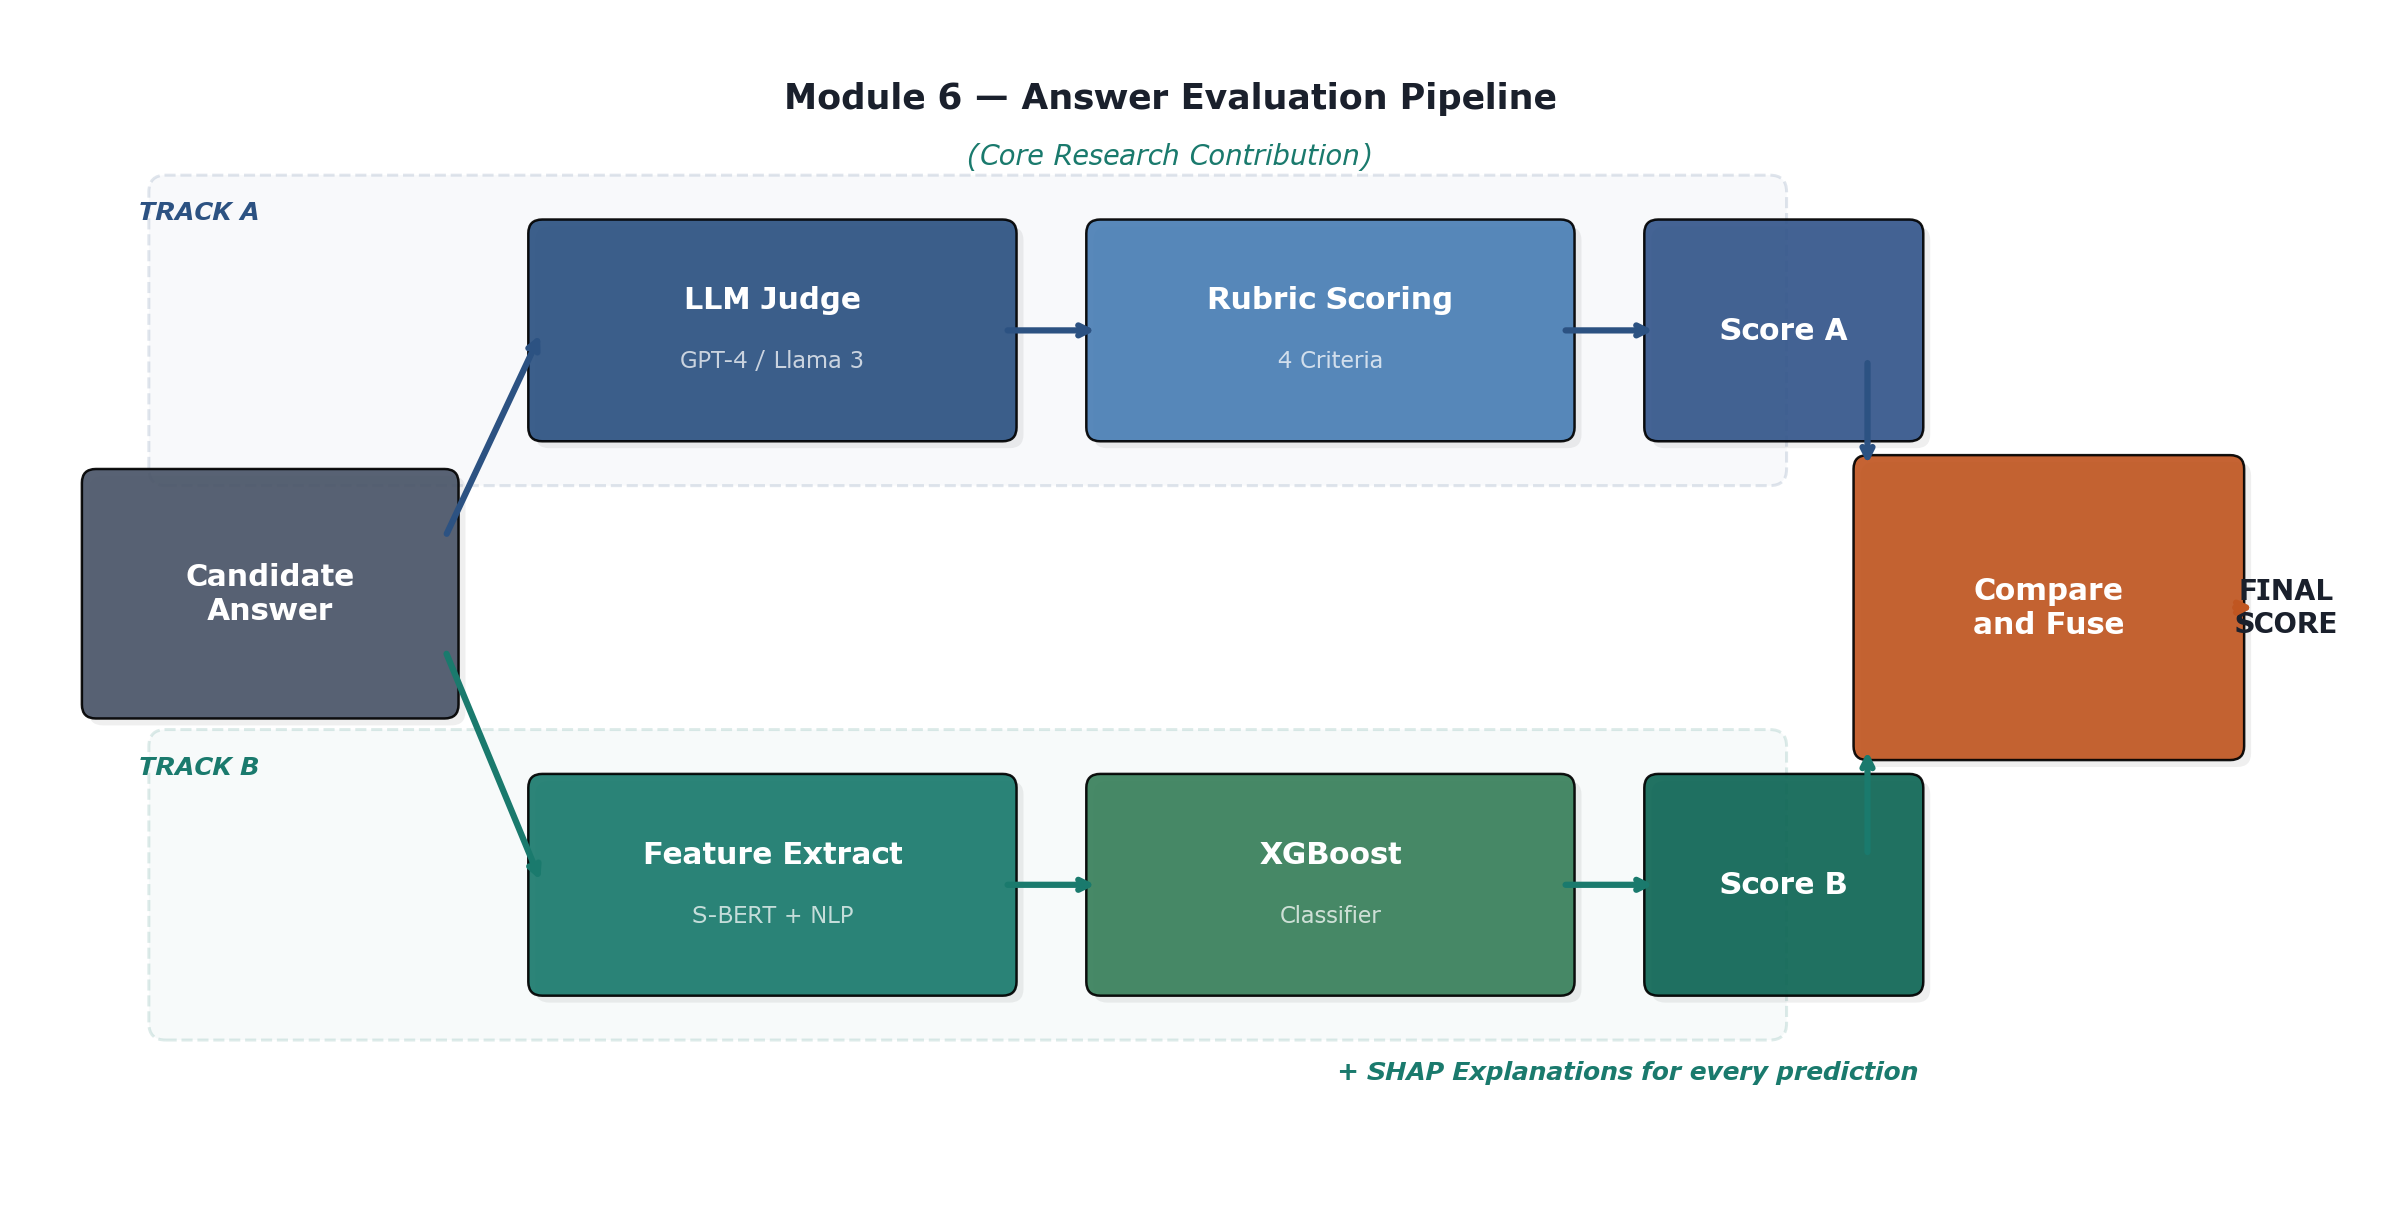 Module 6 — Answer Evaluation Pipeline
(Core Research Contribution)
TRACK A
LLM Judge
GPT-4 / Llama 3
Rubric Scoring
4 Criteria
Score A
Candidate
Answer
Compare
and Fuse
FINAL
SCORE
TRACK B
Feature Extract
S-BERT + NLP
XGBoost
Classifier
Score B
+ SHAP Explanations for every prediction